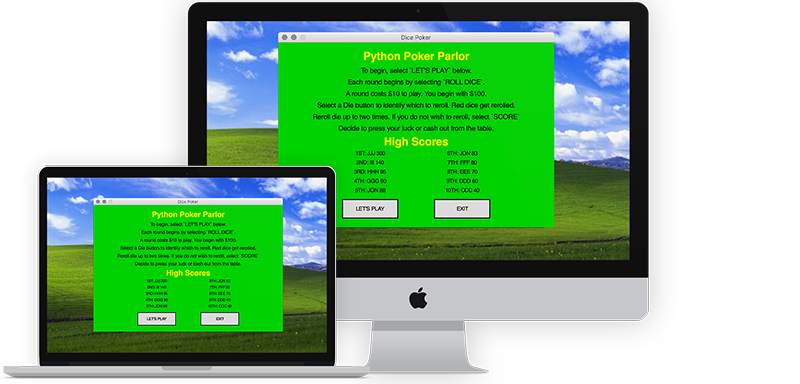 Dice Poker
Python Poker Parlor
To begin, select `LET'S PLAY` below.
Each round begins by selecting `ROLL DICE`.
A round costs $10 to play. You begin with $100.
Select a Die button to identify which to reroll. Red dice get rerolled.
Reroll die up to two times. If you do not wish to reroll, select `SCORE`
Decide to press your luck or cash out from the table.
High Scores
1ST: JJJ 300 6TH: JON 83
2ND: III 140 7TH: FFF 80
3RD: HHH 95 8TH: EEE 70
4TH: GGG 90 9TH: DDD 60
5TH: JON 88 10TH: CCC 40
LET'S PLAY EXIT
Dice Poker
Python Poker Parlor
To begin, select `LET'S PLAY` below.
Each round begins by selecting `ROLL DICE`.
A round costs $10 to play. You begin with $100.
Select a Die button to identify which to reroll. Red dice get rerolled.
Reroll die up to two times. If you do not wish to reroll, select `SCORE`
Decide to press your luck or cash out from the table.
High Scores
1ST: JJJ 300 6TH: JON 83
2ND: III 140 7TH: FFF 80
3RD: HHH 95 8TH: EEE 70
4TH: GGG 90 9TH: DDD 60
5TH: JON 88 10TH: CCC 40
LET'S PLAY EXIT